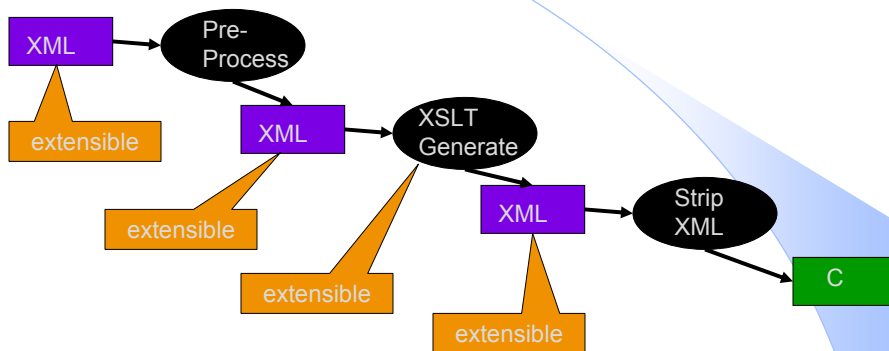 XML
Pre-
Process
extensible
XML
XSLT
Generate
extensible
extensible
XML
Strip
XML
extensible
C